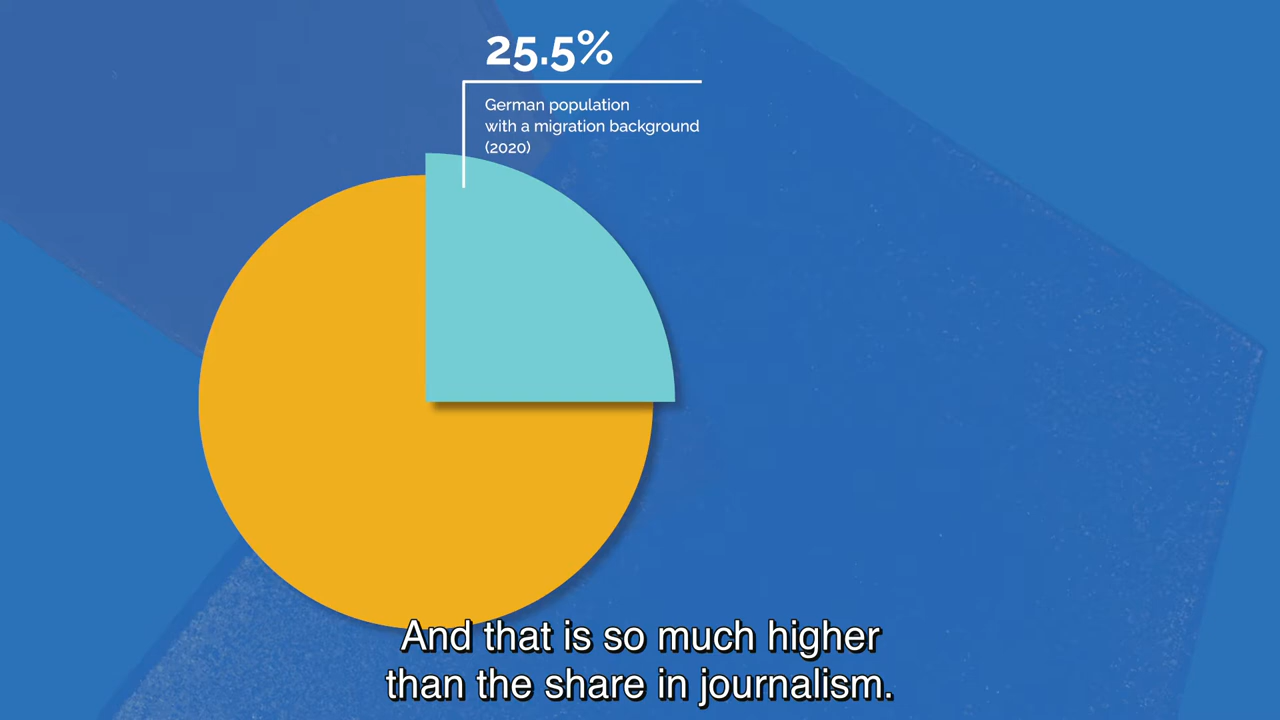 25.5%
German population
with a migration background
(2020)
And that is so much higher
than the share in journalism.